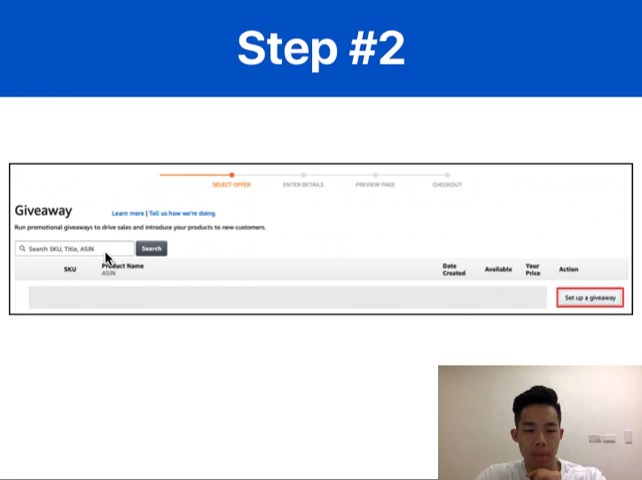 Step #2
SELECT OFFER ENTER DETAILS PREVIEW PAGE CHECKOUT
Giveaway Learn more | Tell us how we're doing
Run promotional giveaways to drive sales and introduce your products to new customers.
Search SKU, Title, ASIN Search
SKU Product Name ASIN Date Created Available Your Price Action
Set up a giveaway